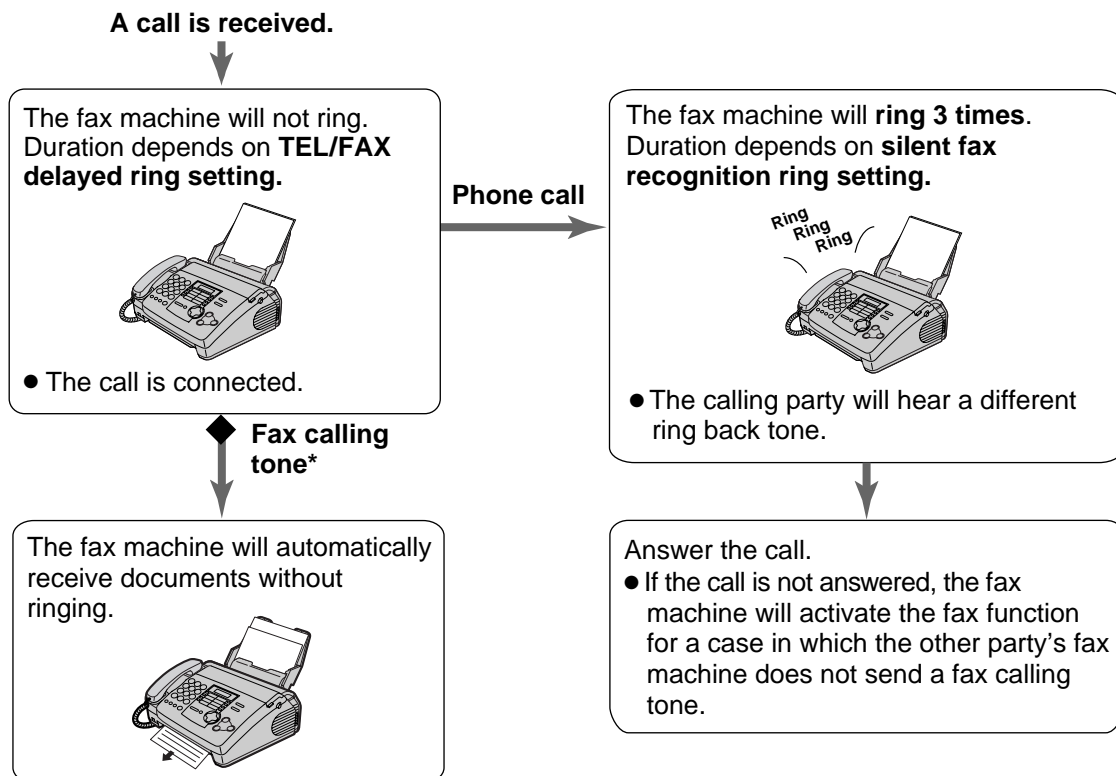 A call is received.
The fax machine will not ring.
Duration depends on TEL/FAX
delayed ring setting.
● The call is connected.
Phone call
The fax machine will ring 3 times.
Duration depends on silent fax
recognition ring setting.
Ring
Ring
Ring
● The calling party will hear a different
ring back tone.
Fax calling
tone*
The fax machine will automatically
receive documents without
ringing.
Answer the call.
● If the call is not answered, the fax
machine will activate the fax function
for a case in which the other party's fax
machine does not send a fax calling
tone.